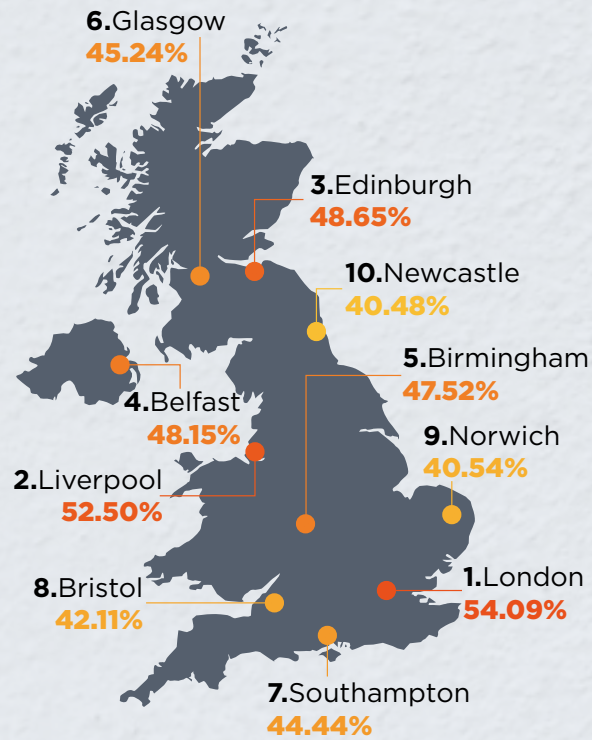 6.Glasgow
45.24%
3.Edinburgh
48.65%
10.Newcastle
40.48%
5.Birmingham
47.52%
4.Belfast
48.15%
9.Norwich
40.54%
2.Liverpool
52.50%
1.London
54.09%
8.Bristol
42.11%
7.Southampton
44.44%